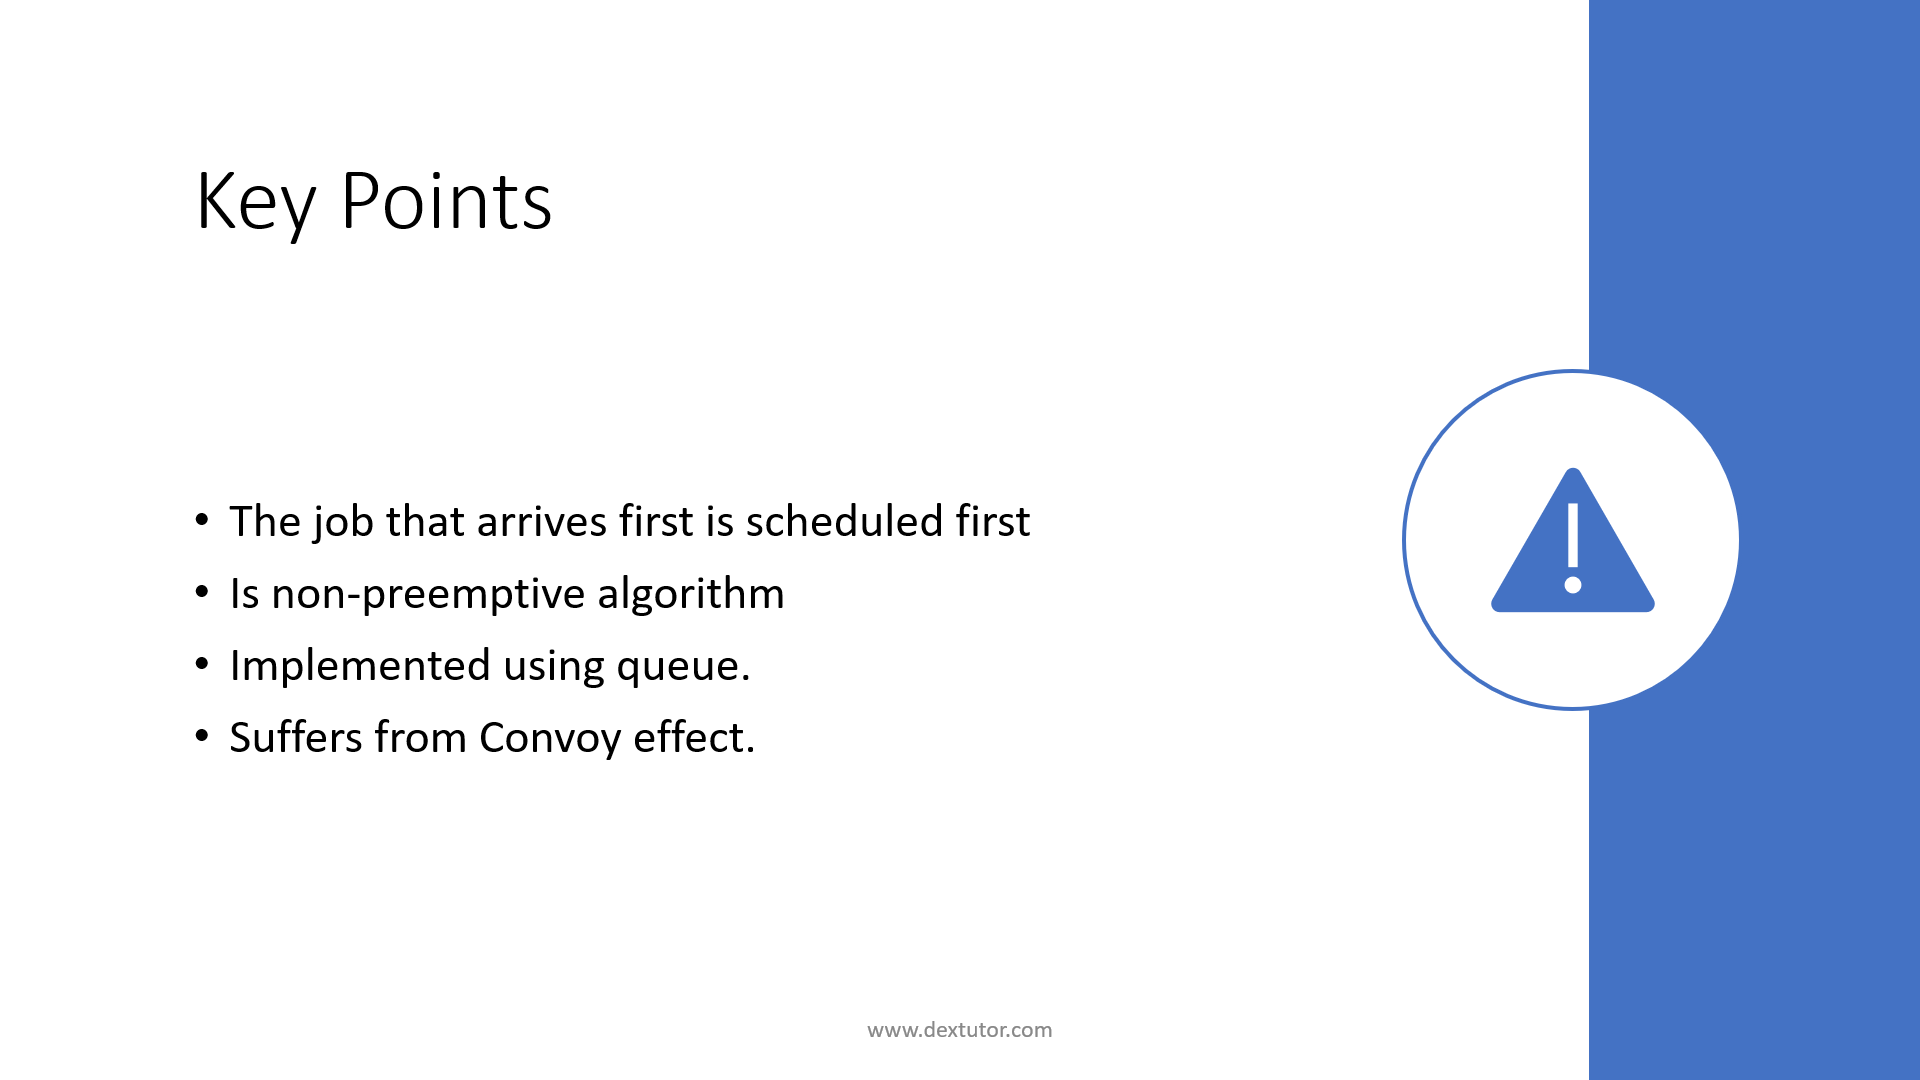 Key Points
• The job that arrives first is scheduled first
• Is non-preemptive algorithm
• Implemented using queue.
• Suffers from Convoy effect.
www.dextutor.com